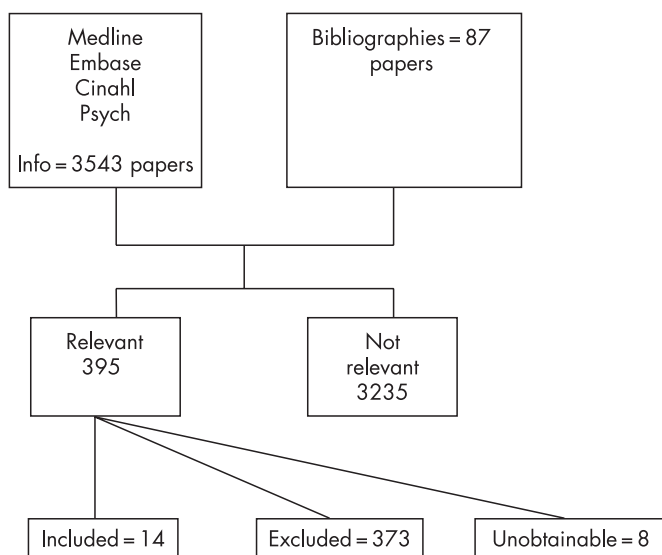 Medline
Embase
Cinahl
Psych
Info = 3543 papers
Bibliographies = 87
papers
Relevant
395
Not
relevant
3235
Included = 14
Excluded = 373
Unobtainable = 8